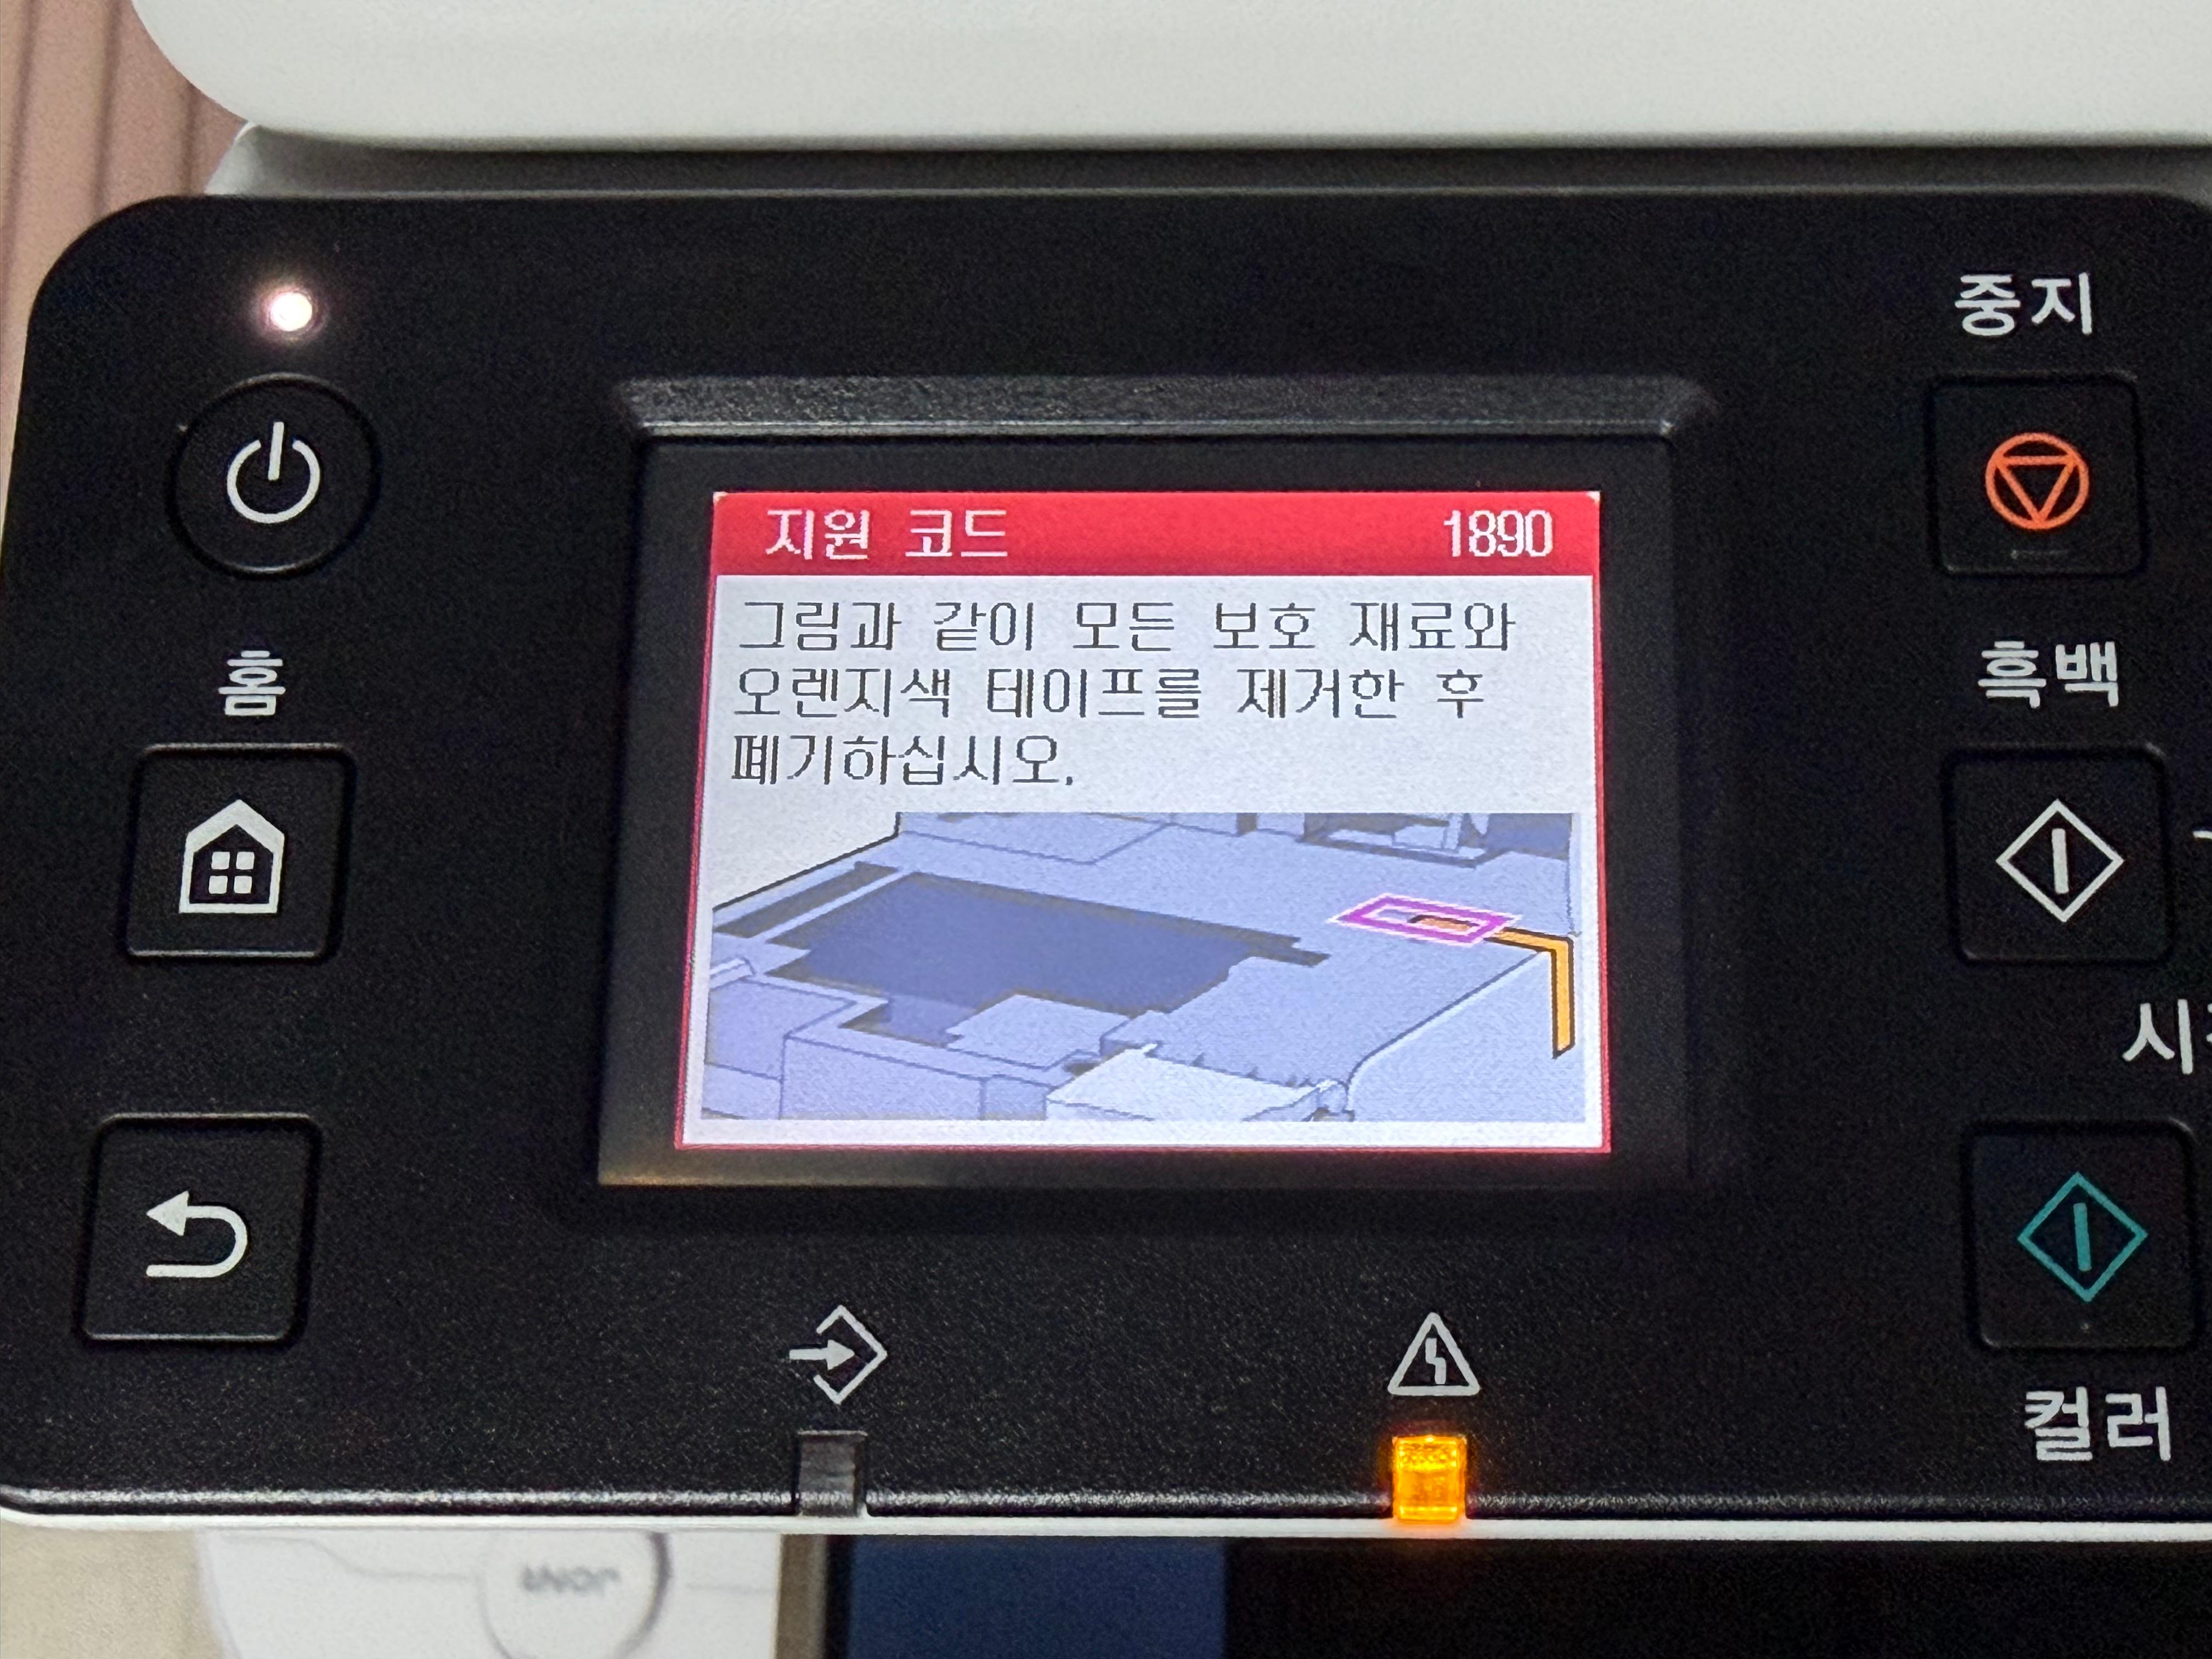 중지
지원 코드 1890
그림과 같이 모든 보호 재료와
오렌지색 테이프를 제거한 후
폐기하십시오.
홈
흑백
컬러